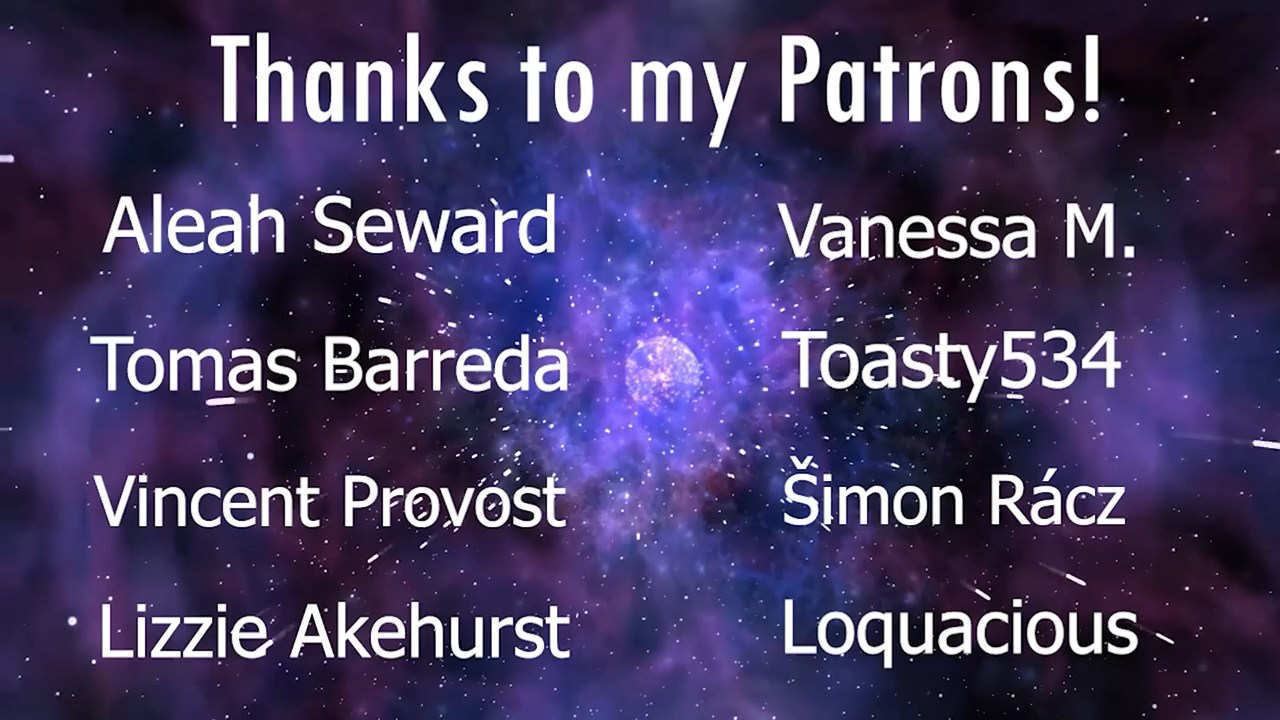 Thanks to my Patrons!
Aleah Seward
Vanessa M.
Tomas Barreda
Toasty534
Vincent Provost
Šimon Rácz
Lizzie Akehurst
Loquacious